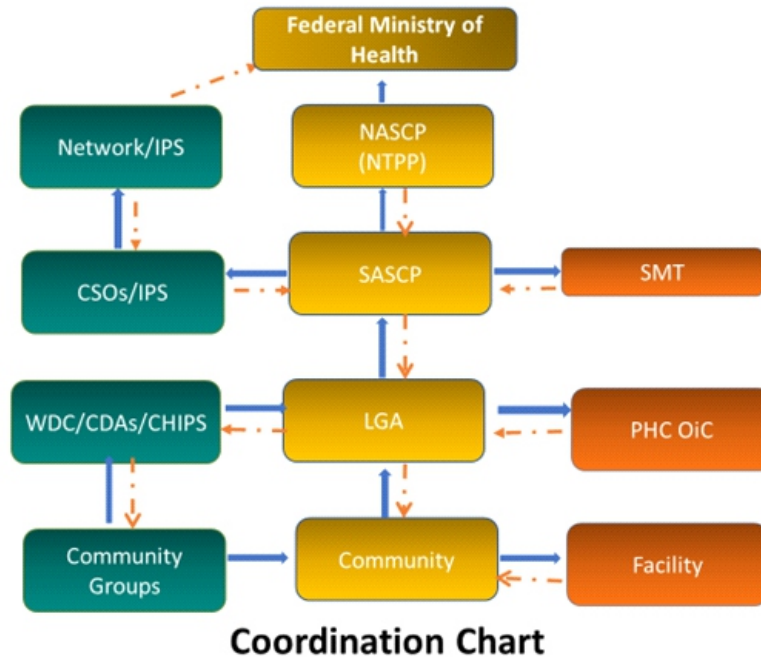 Federal Ministry of
Health
Network/IPS
NASCP
(NTPP)
CSOs/IPS
SASCP
SMT
WDC/CDAs/CHIPS
LGA
PHC OiC
Community
Groups
Community
Facility
Coordination Chart